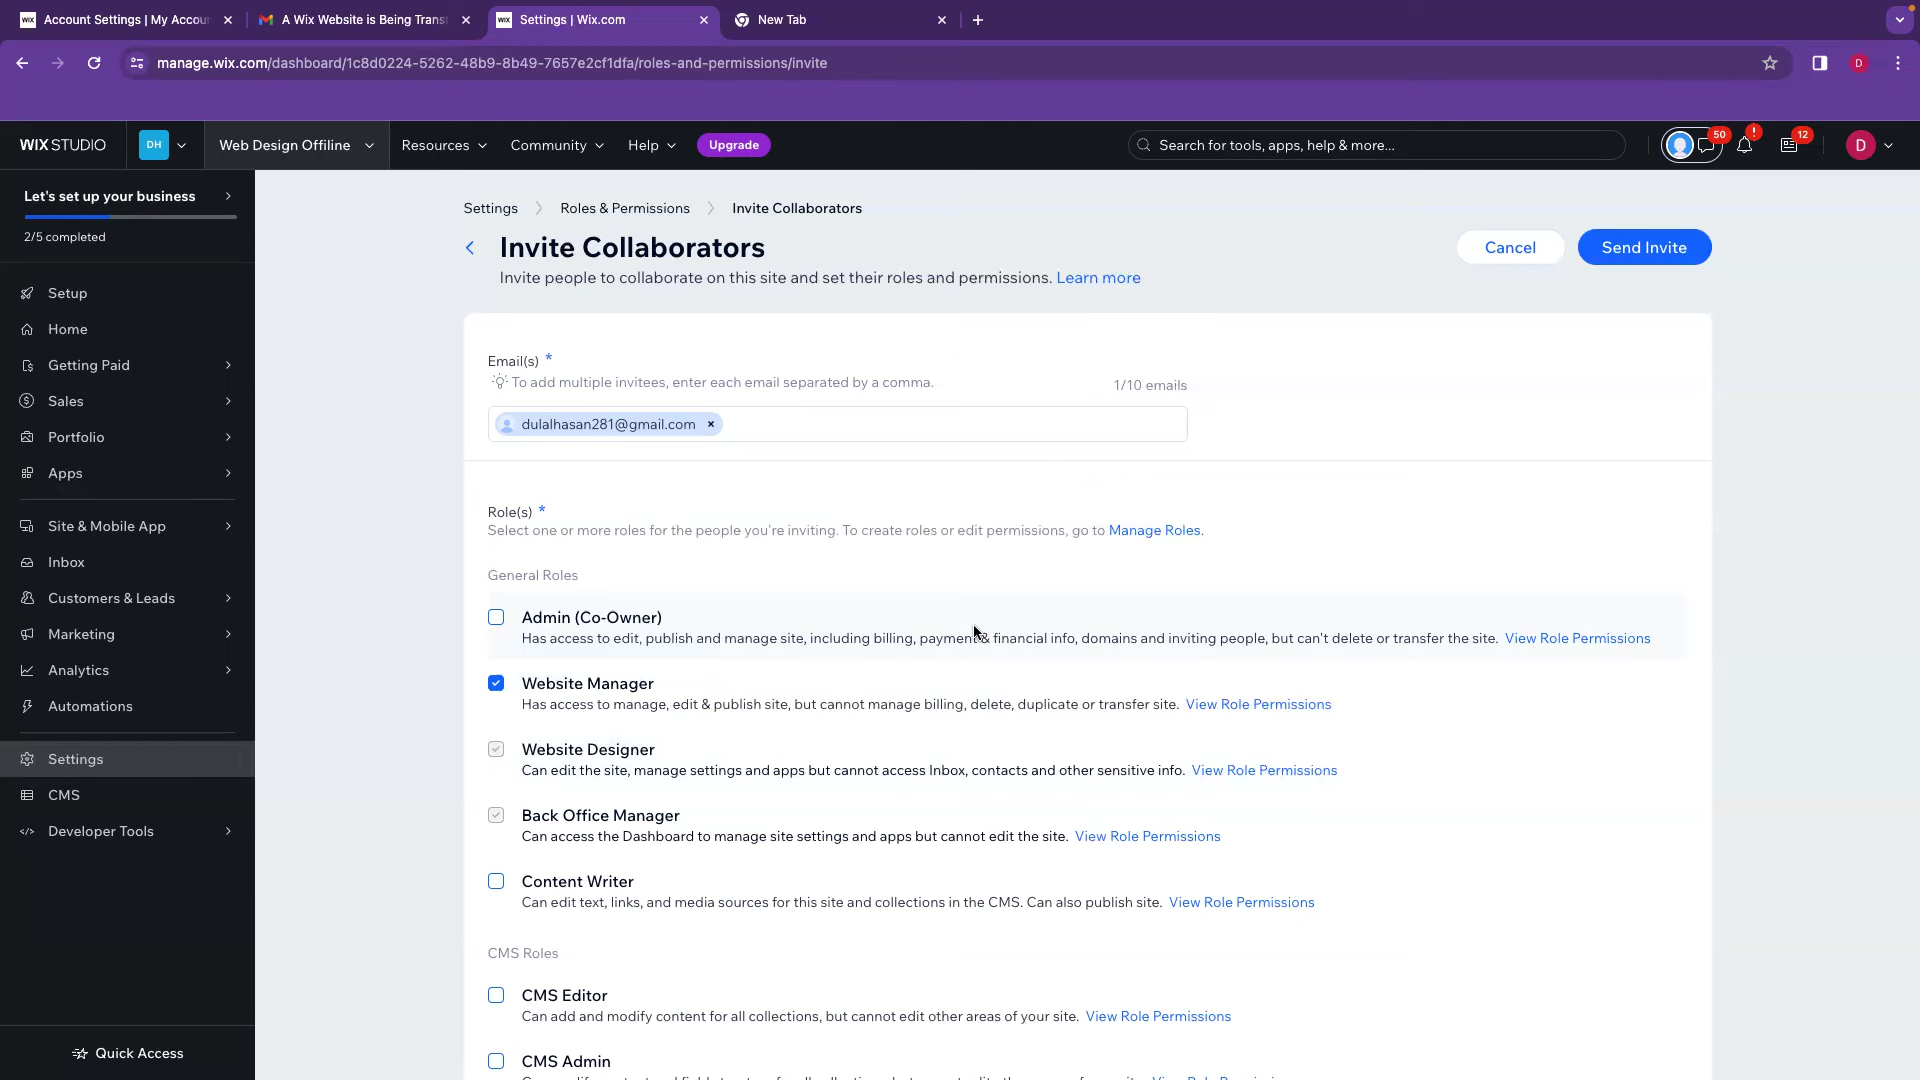 Account Settings | My Accou
A Wix Website is Being Trans
Settings | Wix.com
New Tab
manage.wix.com/dashboard/1c8d0224-5262-48b9-8b49-7657e2cf1dfa/roles-and-permissions/invite
D
WIX STUDIO
DH
Web Design Offiline
Resources
Community
Help
Upgrade
Search for tools, apps, help & more...
50
!
12
D
Let's set up your business
2/5 completed
Setup
Home
Getting Paid
Sales
Portfolio
Apps
Site & Mobile App
Inbox
Customers & Leads
Marketing
Analytics
Automations
Settings
CMS
Developer Tools
Quick Access
Settings > Roles & Permissions > Invite Collaborators
Invite Collaborators
Cancel
Send Invite
Invite people to collaborate on this site and set their roles and permissions. Learn more
Email(s) *
To add multiple invitees, enter each email separated by a comma.
1/10 emails
dulalhasan281@gmail.com ×
Role(s) *
Select one or more roles for the people you're inviting. To create roles or edit permissions, go to Manage Roles.
General Roles
Admin (Co-Owner)
Has access to edit, publish and manage site, including billing, payment & financial info, domains and inviting people, but can't delete or transfer the site. View Role Permissions
Website Manager
Has access to manage, edit & publish site, but cannot manage billing, delete, duplicate or transfer site. View Role Permissions
Website Designer
Can edit the site, manage settings and apps but cannot access Inbox, contacts and other sensitive info. View Role Permissions
Back Office Manager
Can access the Dashboard to manage site settings and apps but cannot edit the site. View Role Permissions
Content Writer
Can edit text, links, and media sources for this site and collections in the CMS. Can also publish site. View Role Permissions
CMS Roles
CMS Editor
Can add and modify content for all collections, but cannot edit other areas of your site. View Role Permissions
CMS Admin